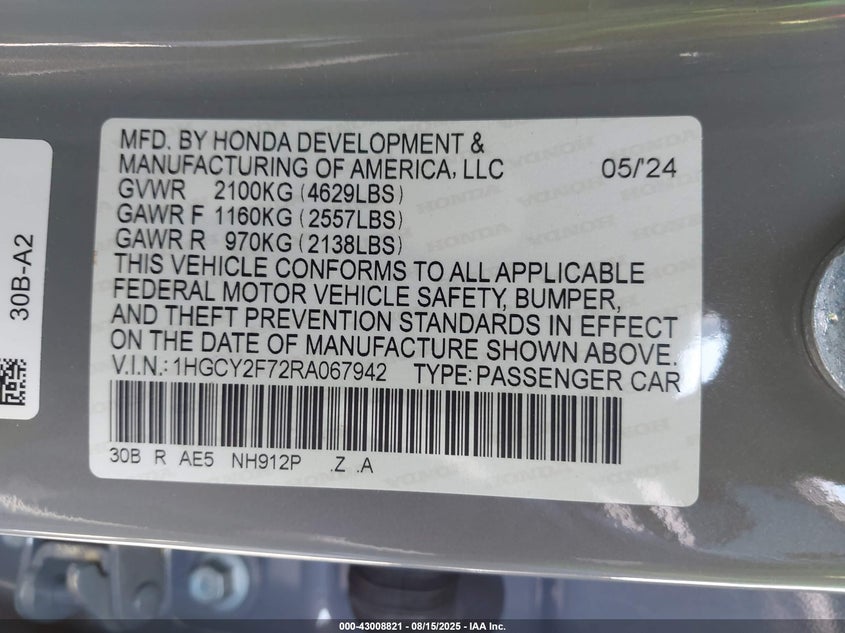 MFD. BY HONDA DEVELOPMENT &
MANUFACTURING OF AMERICA, LLC 05/'24
GVWR 2100KG (4629LBS)
GAWR F 1160KG (2557LBS)
GAWR R 970KG (2138LBS)
THIS VEHICLE CONFORMS TO ALL APPLICABLE
FEDERAL MOTOR VEHICLE SAFETY, BUMPER,
AND THEFT PREVENTION STANDARDS IN EFFECT
ON THE DATE OF MANUFACTURE SHOWN ABOVE.
V.I.N.: 1HGCY2F72RA067942 TYPE: PASSENGER CAR
30B R AE5 NH912P .Z .A
30B-A2
000-43008821 - 08/15/2025 - IAA Inc.